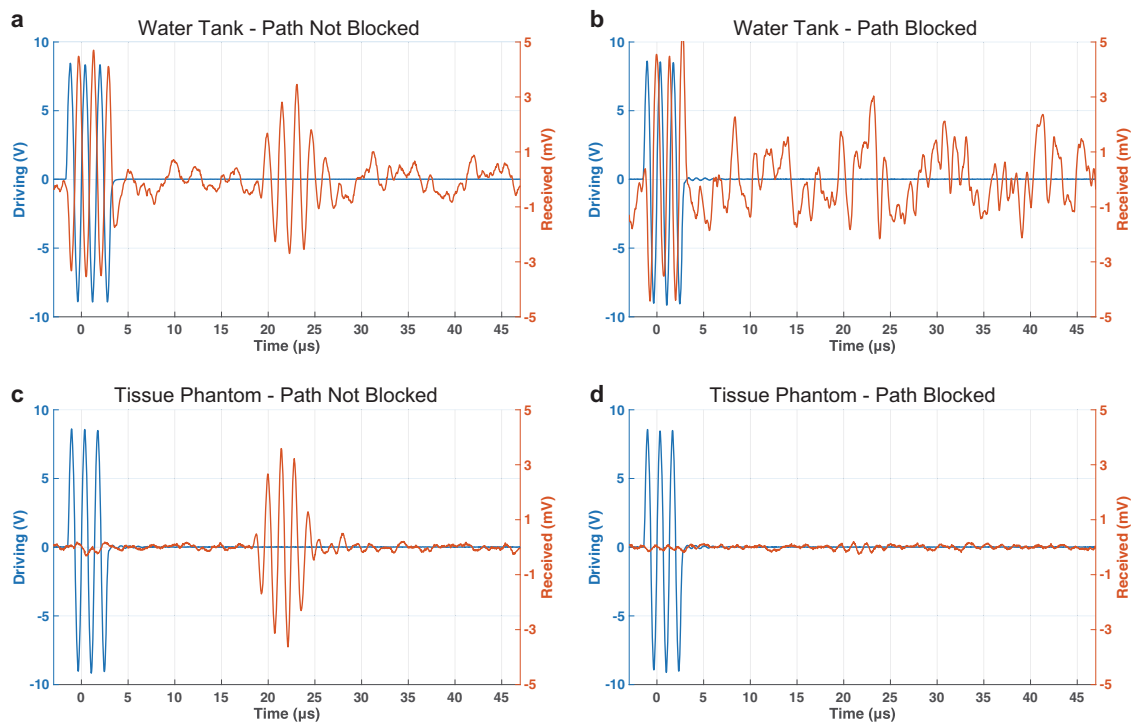 a
Water Tank - Path Not Blocked
10
5
0
-5
-10
Driving (V)
5
3
1
-1
-3
-5
Received (mV)
0 5 10 15 20 25 30 35 40 45
Time (µs)
b
Water Tank - Path Blocked
10
5
0
-5
-10
Driving (V)
5
3
1
-1
-3
-5
Received (mV)
0 5 10 15 20 25 30 35 40 45
Time (µs)
c
Tissue Phantom - Path Not Blocked
10
5
0
-5
-10
Driving (V)
5
3
1
-1
-3
-5
Received (mV)
0 5 10 15 20 25 30 35 40 45
Time (µs)
d
Tissue Phantom - Path Blocked
10
5
0
-5
-10
Driving (V)
5
3
1
-1
-3
-5
Received (mV)
0 5 10 15 20 25 30 35 40 45
Time (µs)